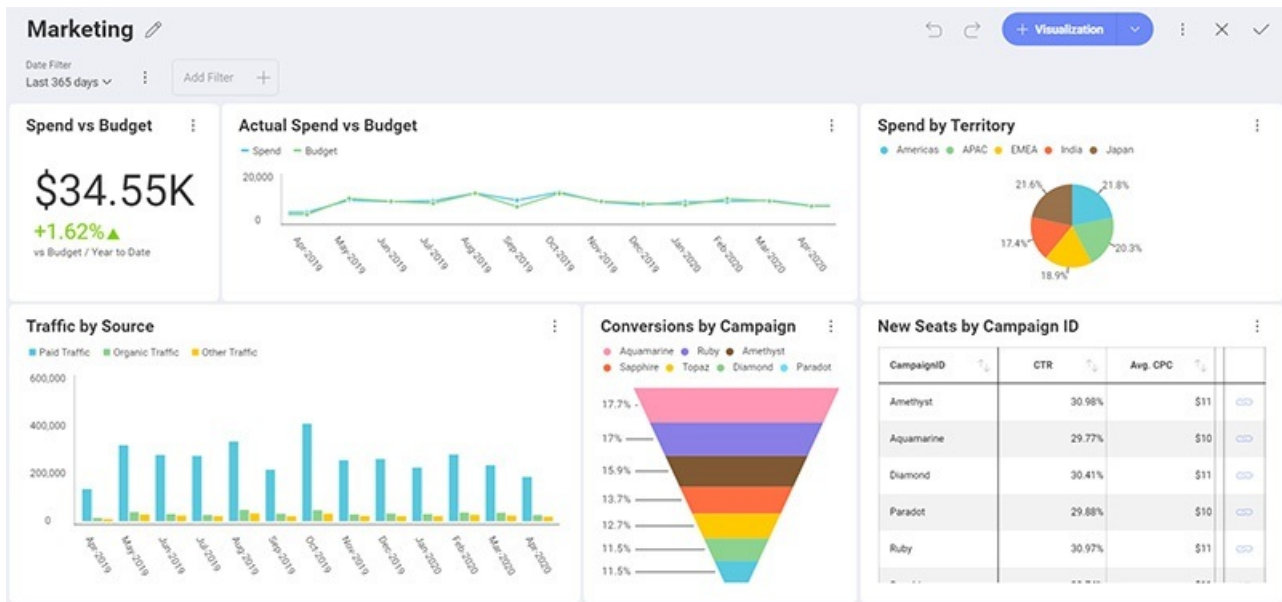 Marketing
+ Visualization
Date Filter
Last 365 days
Add Filter +
Spend vs Budget
$34.55K
+1.62%
vs Budget / Year to Date
Actual Spend vs Budget
Spend Budget
20,000
0
Apr-2019 May-2019 Jun-2019 Jul-2019 Aug-2019 Sep-2019 Oct-2019 Nov-2019 Dec-2019 Jan-2020 Feb-2020 Mar-2020 Apr-2020
Spend by Territory
Americas APAC EMEA India Japan
21.6% 21.8%
17.4% 20.3%
18.9%
Traffic by Source
Paid Traffic Organic Traffic Other Traffic
600,000
400,000
200,000
0
Apr-2019 May-2019 Jun-2019 Jul-2019 Aug-2019 Sep-2019 Oct-2019 Nov-2019 Dec-2019 Jan-2020 Feb-2020 Mar-2020 Apr-2020
Conversions by Campaign
Aquamarine Ruby Amethyst
Sapphire Topaz Diamond Paradot
17.7%
17%
15.9%
13.7%
12.7%
11.5%
11.5%
New Seats by Campaign ID
CampaignID CTR Avg. CPC
Amethyst 30.98% $11
Aquamarine 29.77% $10
Diamond 30.41% $11
Paradot 29.88% $10
Ruby 30.97% $11